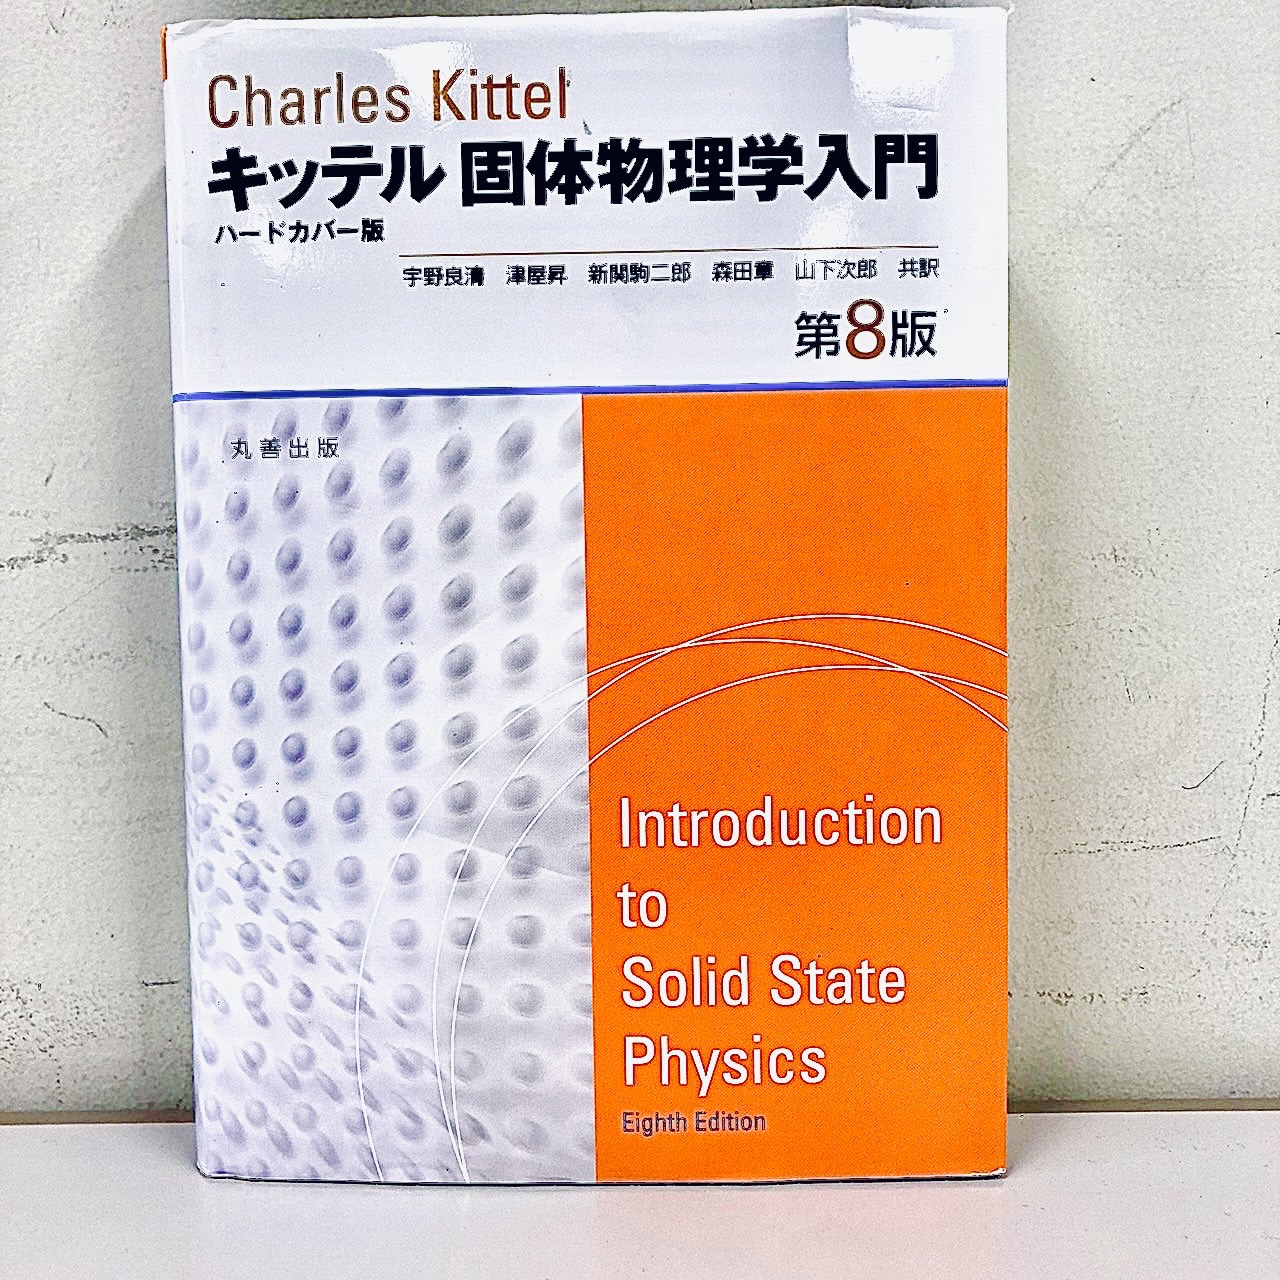 Charles Kittel
キッテル 固体物理学入門
ハードカバー版
宇野良清 津屋昇 新関駒二郎 森田章 山下次郎 共訳
第8版
丸善出版
Introduction
to
Solid State
Physics
Eighth Edition